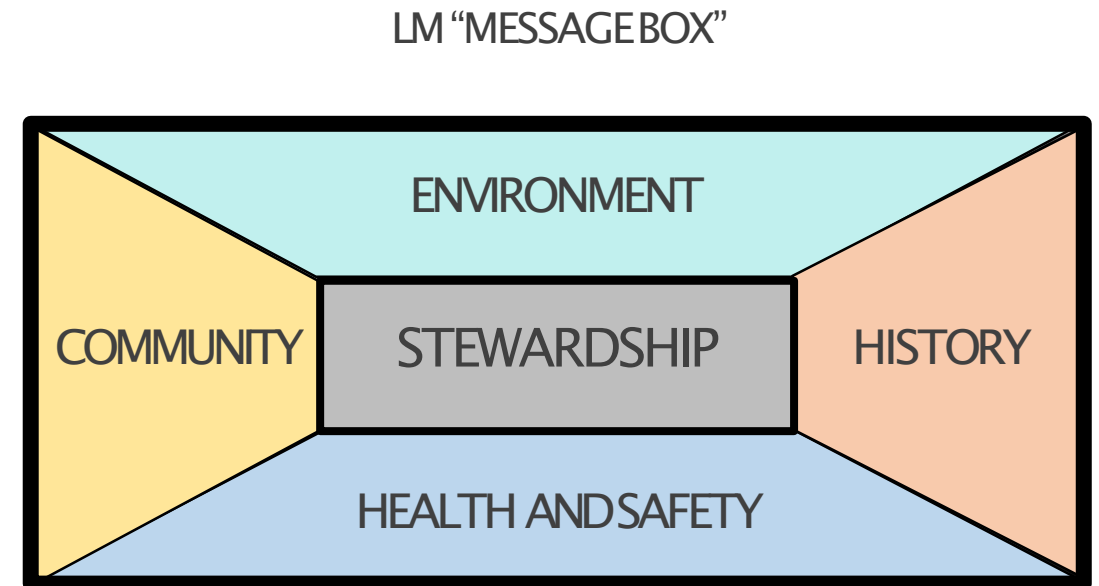 LM “MESSAGE BOX”
ENVIRONMENT
COMMUNITY
STEWARDSHIP
HISTORY
HEALTH AND SAFETY